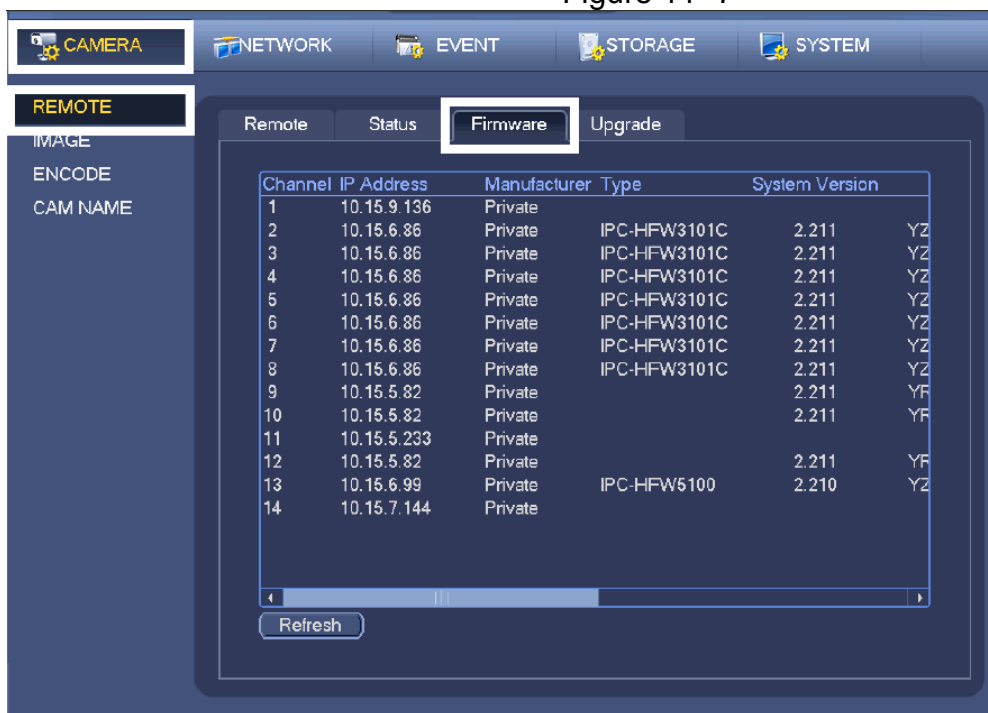 CAMERA NETWORK EVENT STORAGE SYSTEM
REMOTE
IMAGE
ENCODE
CAM NAME
Remote Status Firmware Upgrade
Channel IP Address Manufacturer Type System Version
1 10.15.9.136 Private
2 10.15.6.86 Private IPC-HFW3101C 2.211 YZ
3 10.15.6.86 Private IPC-HFW3101C 2.211 YZ
4 10.15.6.86 Private IPC-HFW3101C 2.211 YZ
5 10.15.6.86 Private IPC-HFW3101C 2.211 YZ
6 10.15.6.86 Private IPC-HFW3101C 2.211 YZ
7 10.15.6.86 Private IPC-HFW3101C 2.211 YZ
8 10.15.6.86 Private IPC-HFW3101C 2.211 YZ
9 10.15.5.82 Private 2.211 YR
10 10.15.5.82 Private 2.211 YR
11 10.15.5.233 Private
12 10.15.5.82 Private 2.211 YR
13 10.15.6.99 Private IPC-HFW5100 2.210 YZ
14 10.15.7.144 Private
Refresh